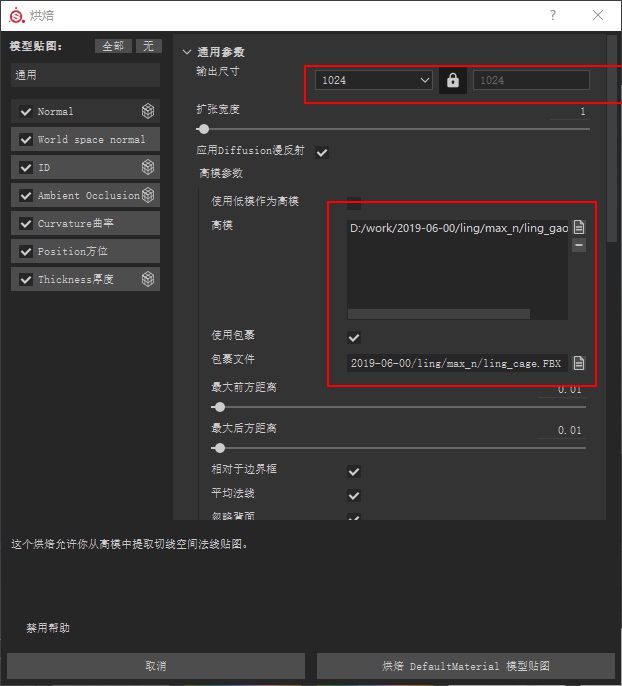 烘焙
模型贴图: 全部 无
通用
Normal
World space normal
ID
Ambient Occlusion
Curvature曲率
Position方位
Thickness厚度
通用参数
输出尺寸 1024 1024
扩张宽度 1
应用Diffusion漫反射
高模参数
使用低模作为高模
高模 D:/work/2019-06-00/ling/max_n/ling_gao
使用包裹
包裹文件 2019-06-00/ling/max_n/ling_cage.FBX
最大前方距离 0.01
最大后方距离 0.01
相对于边界框
平均法线
忽略背面
这个烘焙允许你从高模中提取切线空间法线贴图。
禁用帮助
取消 烘焙 DefaultMaterial 模型贴图